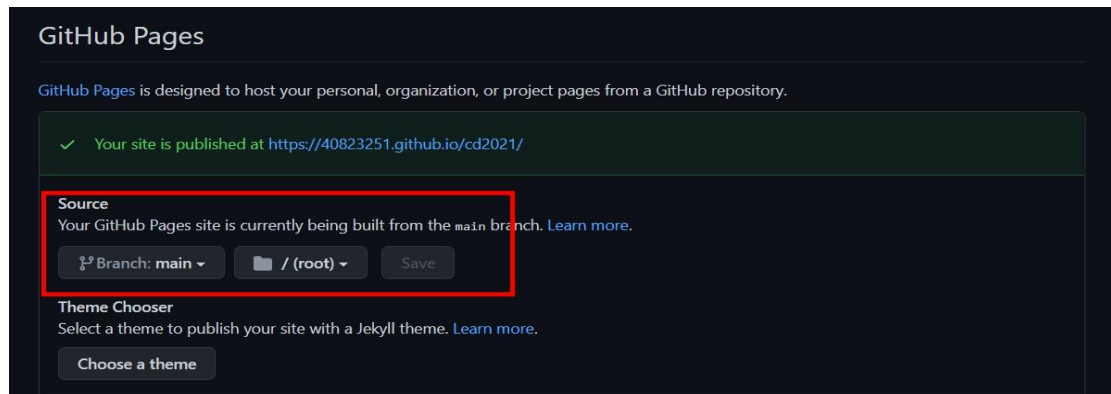 GitHub Pages
GitHub Pages is designed to host your personal, organization, or project pages from a GitHub repository.
Your site is published at https://40823251.github.io/cd2021/
Source
Your GitHub Pages site is currently being built from the main branch. Learn more.
Branch: main / (root) Save
Theme Chooser
Select a theme to publish your site with a Jekyll theme. Learn more.
Choose a theme